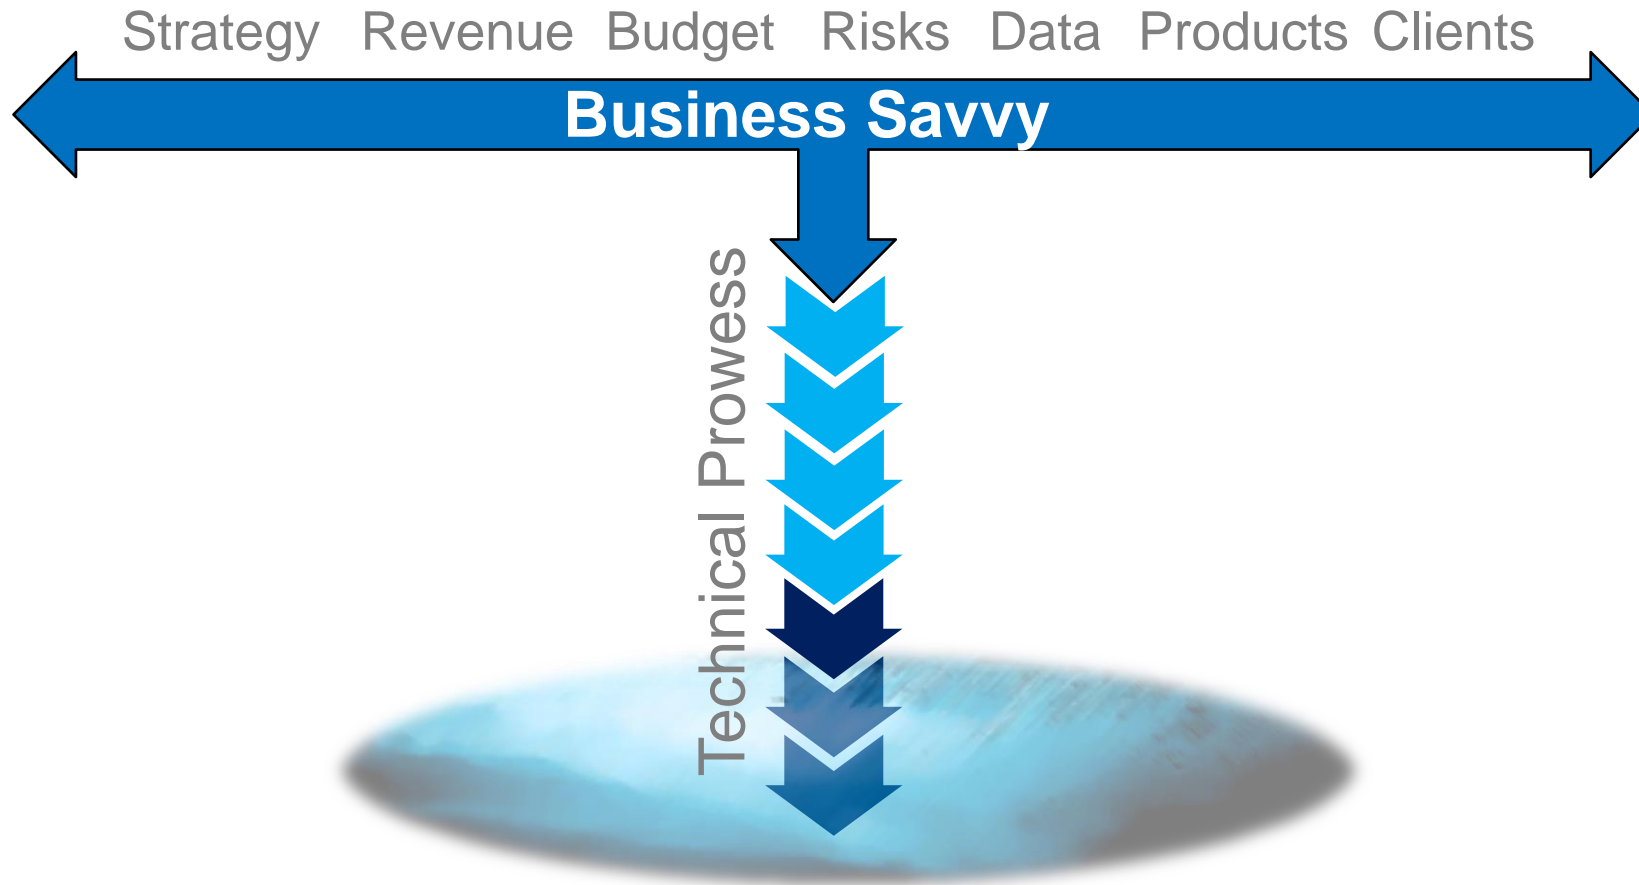 Strategy Revenue Budget Risks Data Products Clients
Business Savvy
Technical Prowess